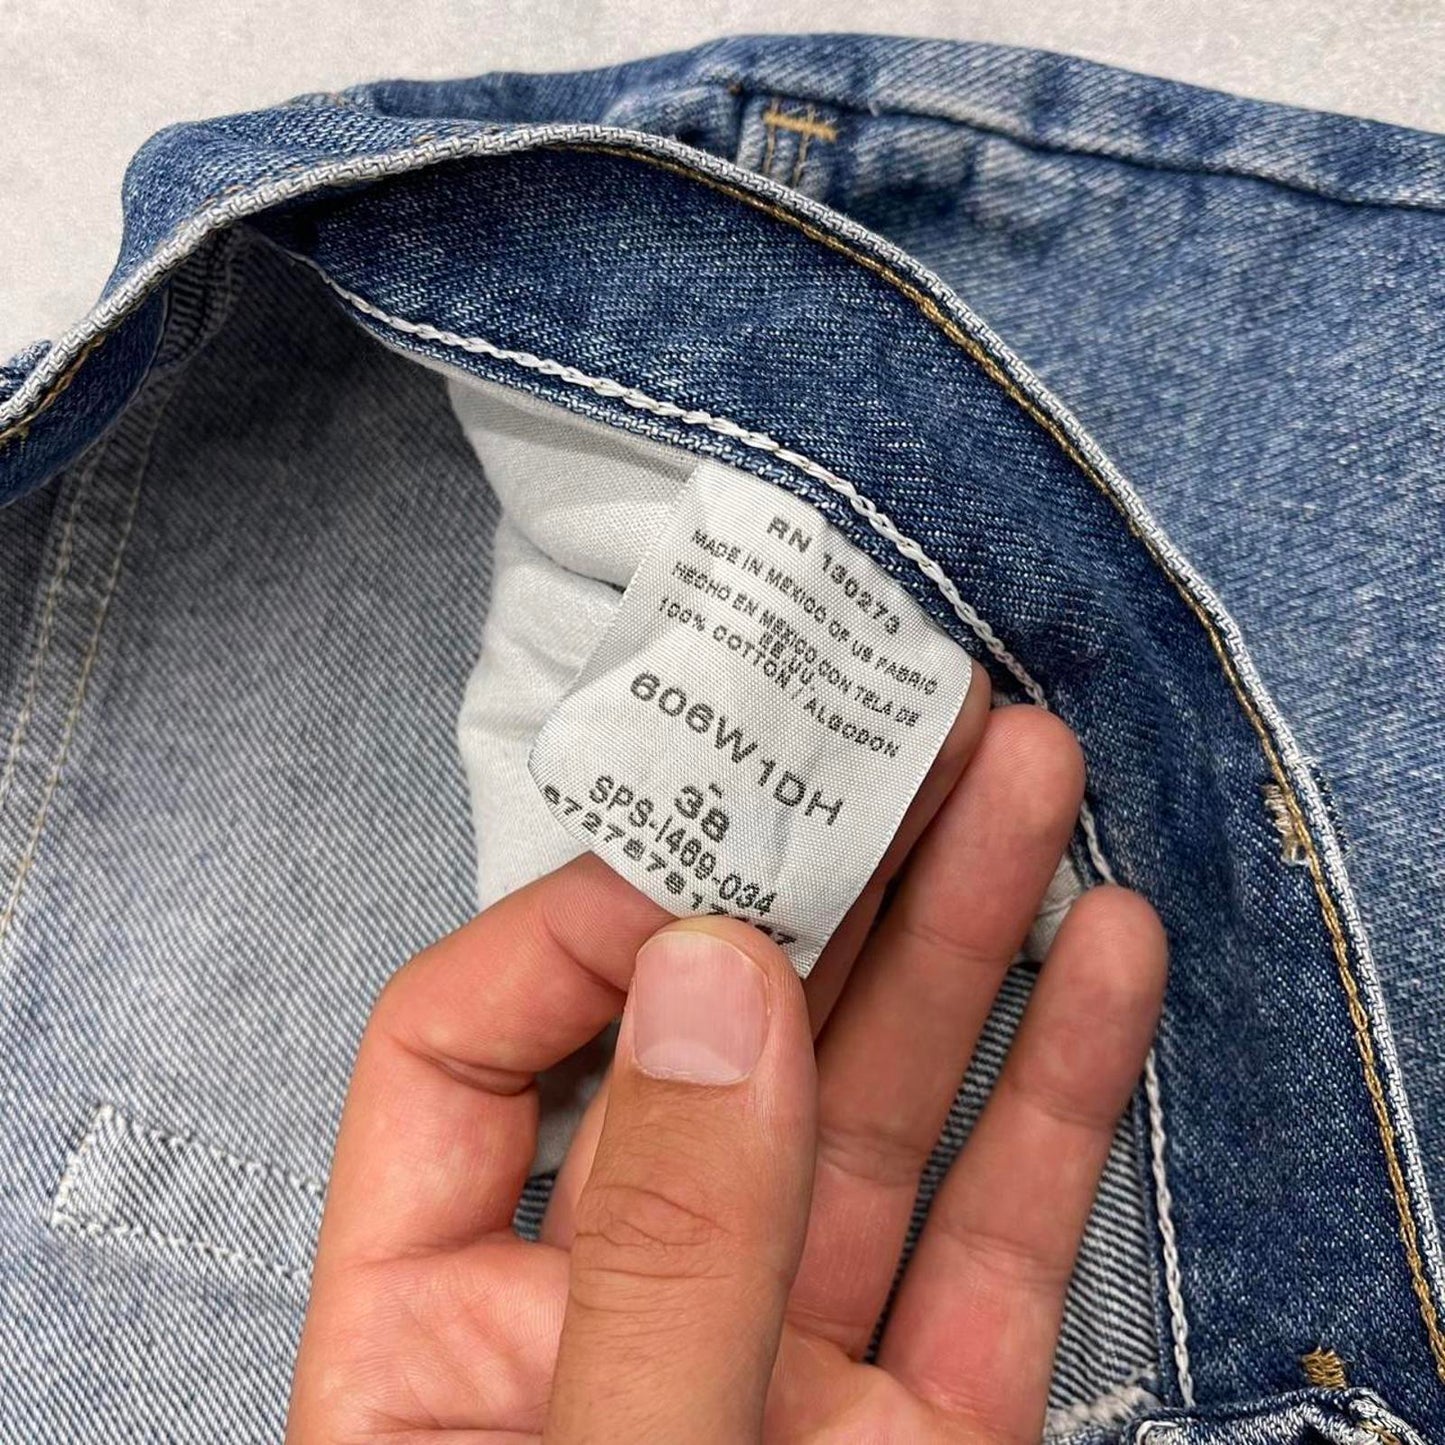 RN 130273
MADE IN MEXICO OF US FABRIC
HECHO EN MEXICO CON TELA DE
EE.UU.
100% COTTON / ALGODON
606W1DH
38
SPS-1469-034